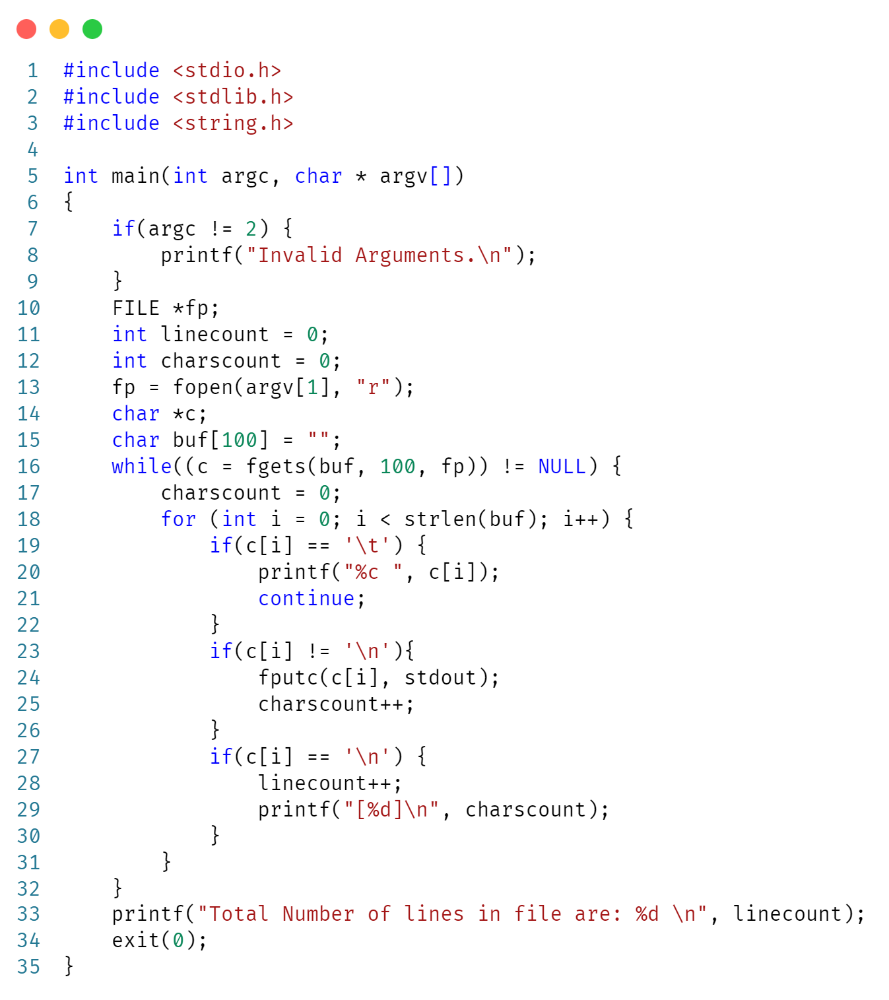 1 #include <stdio.h>
2 #include <stdlib.h>
3 #include <string.h>
4
5 int main(int argc, char * argv[])
6 {
7     if(argc != 2) {
8         printf("Invalid Arguments.\n");
9     }
10     FILE *fp;
11     int linecount = 0;
12     int charscount = 0;
13     fp = fopen(argv[1], "r");
14     char *c;
15     char buf[100] = "";
16     while((c = fgets(buf, 100, fp)) != NULL) {
17         charscount = 0;
18         for (int i = 0; i < strlen(buf); i++) {
19             if(c[i] == '\t') {
20                 printf("%c ", c[i]);
21                 continue;
22             }
23             if(c[i] != '\n'){
24                 fputc(c[i], stdout);
25                 charscount++;
26             }
27             if(c[i] == '\n') {
28                 linecount++;
29                 printf("[%d]\n", charscount);
30             }
31         }
32     }
33     printf("Total Number of lines in file are: %d \n", linecount);
34     exit(0);
35 }